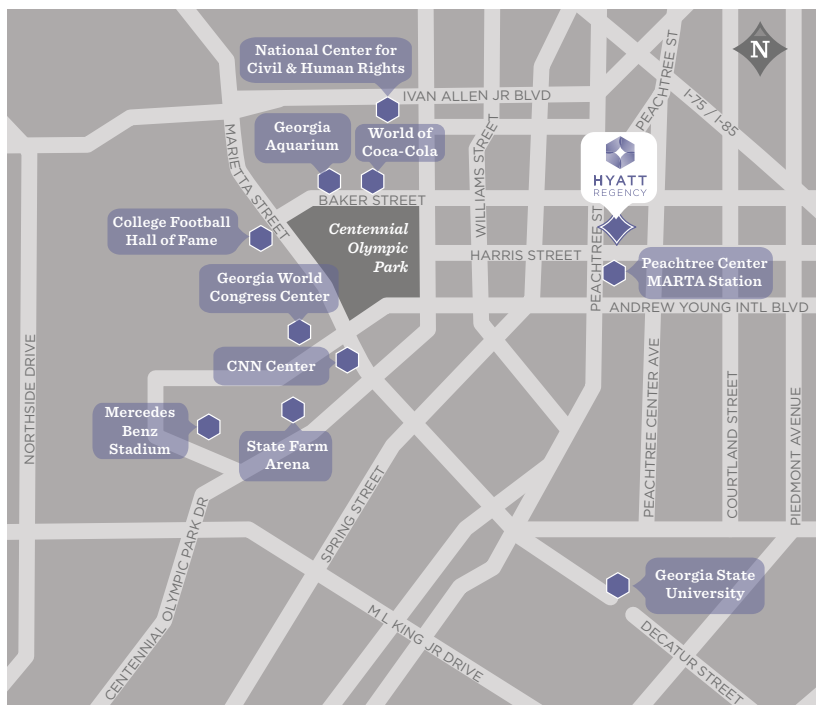 National Center for
Civil & Human Rights
N
IVAN ALLEN JR BLVD
PEACHTREE ST
I-75 / I-85
Georgia
Aquarium
World of
Coca-Cola
MARIETTA STREET
WILLIAMS STREET
HYATT
REGENCY
BAKER STREET
College Football
Hall of Fame
Centennial
Olympic
Park
PEACHTREE ST
HARRIS STREET
Peachtree Center
MARTA Station
Georgia World
Congress Center
ANDREW YOUNG INTL BLVD
CNN Center
NORTHSIDE DRIVE
Mercedes
Benz
Stadium
State Farm
Arena
PEACHTREE CENTER AVE
COURTLAND STREET
PIEDMONT AVENUE
SPRING STREET
CENTENNIAL OLYMPIC PARK DR
Georgia State
University
M L KING JR DRIVE
DECATUR STREET